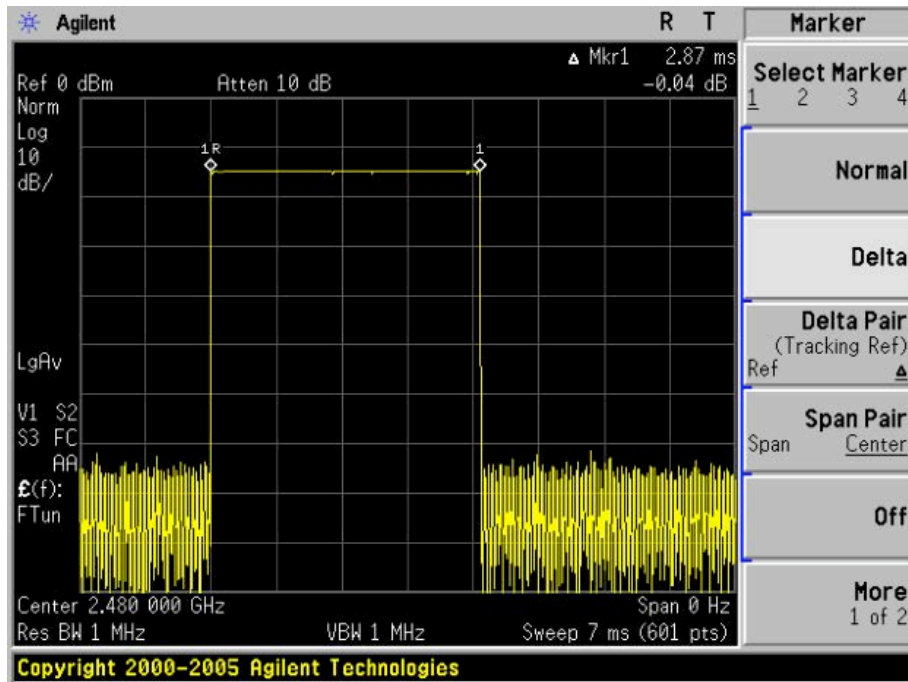 Agilent R T Marker
Mkr1 2.87 ms
Ref 0 dBm Atten 10 dB -0.04 dB
Norm
Log
10
dB/
1R
1
LgAv
V1 S2
S3 FC
AA
£(f):
FTun
Center 2.480 000 GHz Span 0 Hz
Res BW 1 MHz VBW 1 MHz Sweep 7 ms (601 pts)
Copyright 2000-2005 Agilent Technologies
Select Marker
1 2 3 4
Normal
Delta
Delta Pair
(Tracking Ref)
Ref Δ
Span Pair
Span Center
Off
More
1 of 2